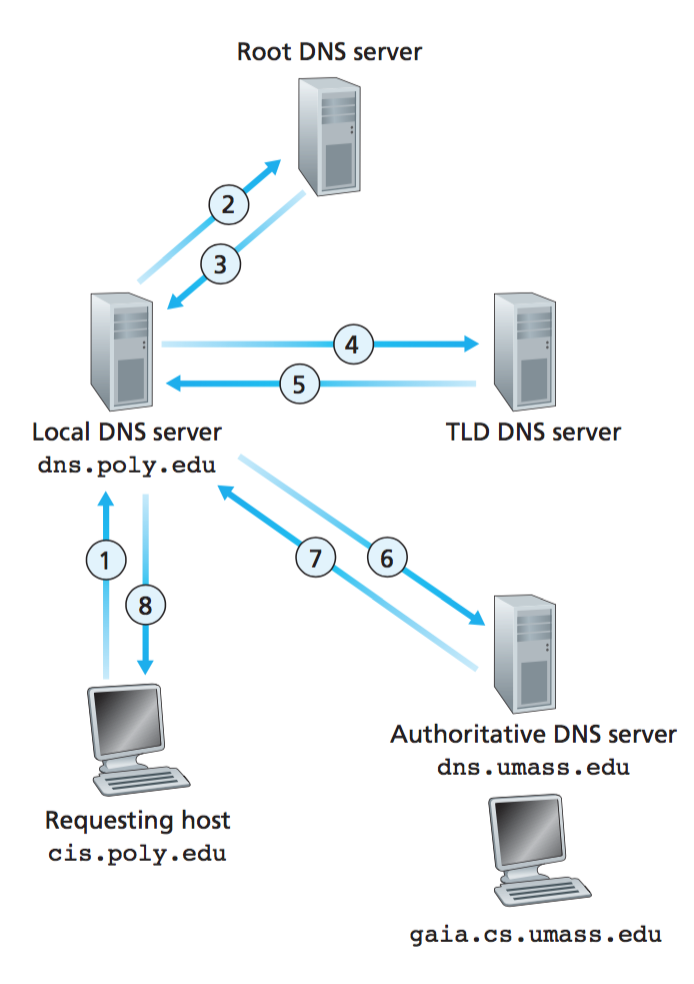 Root DNS server
2
3
4
5
Local DNS server
dns.poly.edu
TLD DNS server
1
8
7
6
Authoritative DNS server
dns.umass.edu
Requesting host
cis.poly.edu
gaia.cs.umass.edu